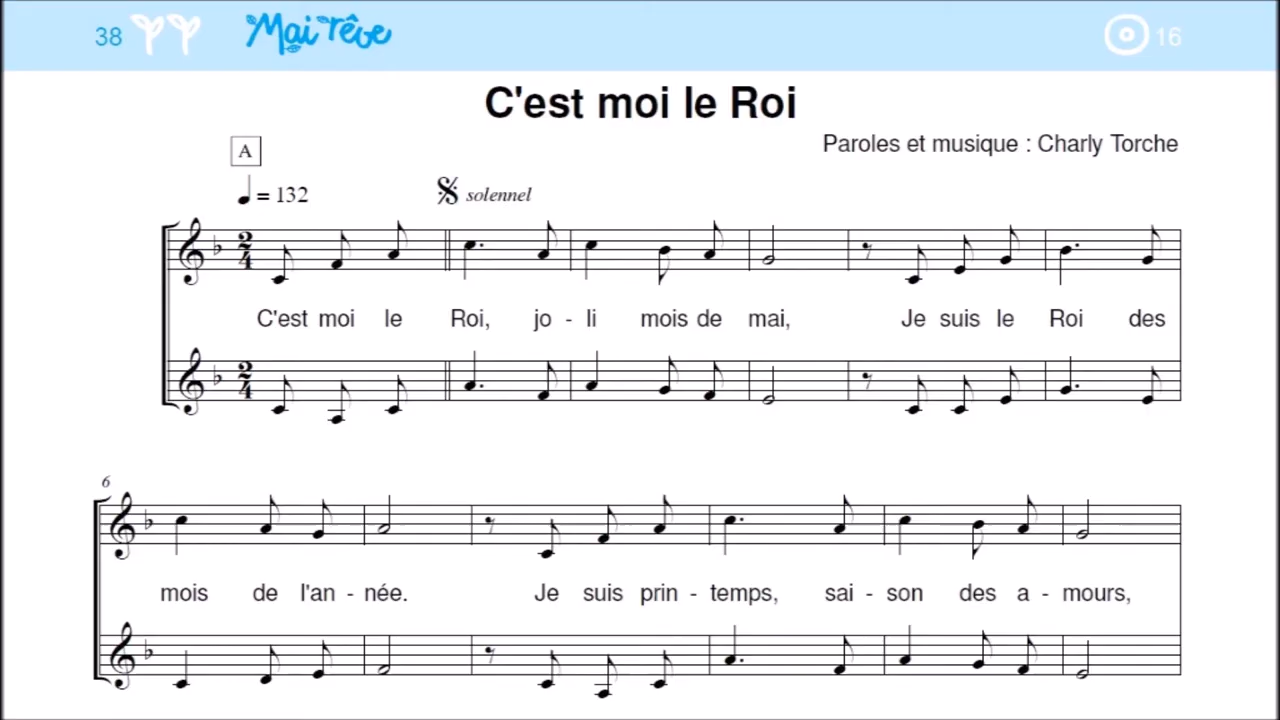 38 Mai rêve 16
C'est moi le Roi
Paroles et musique : Charly Torche
A
= 132 solennel
C'est moi le Roi, jo - li mois de mai, Je suis le Roi des
6
mois de l'an - née. Je suis prin - temps, sai - son des a - mours,